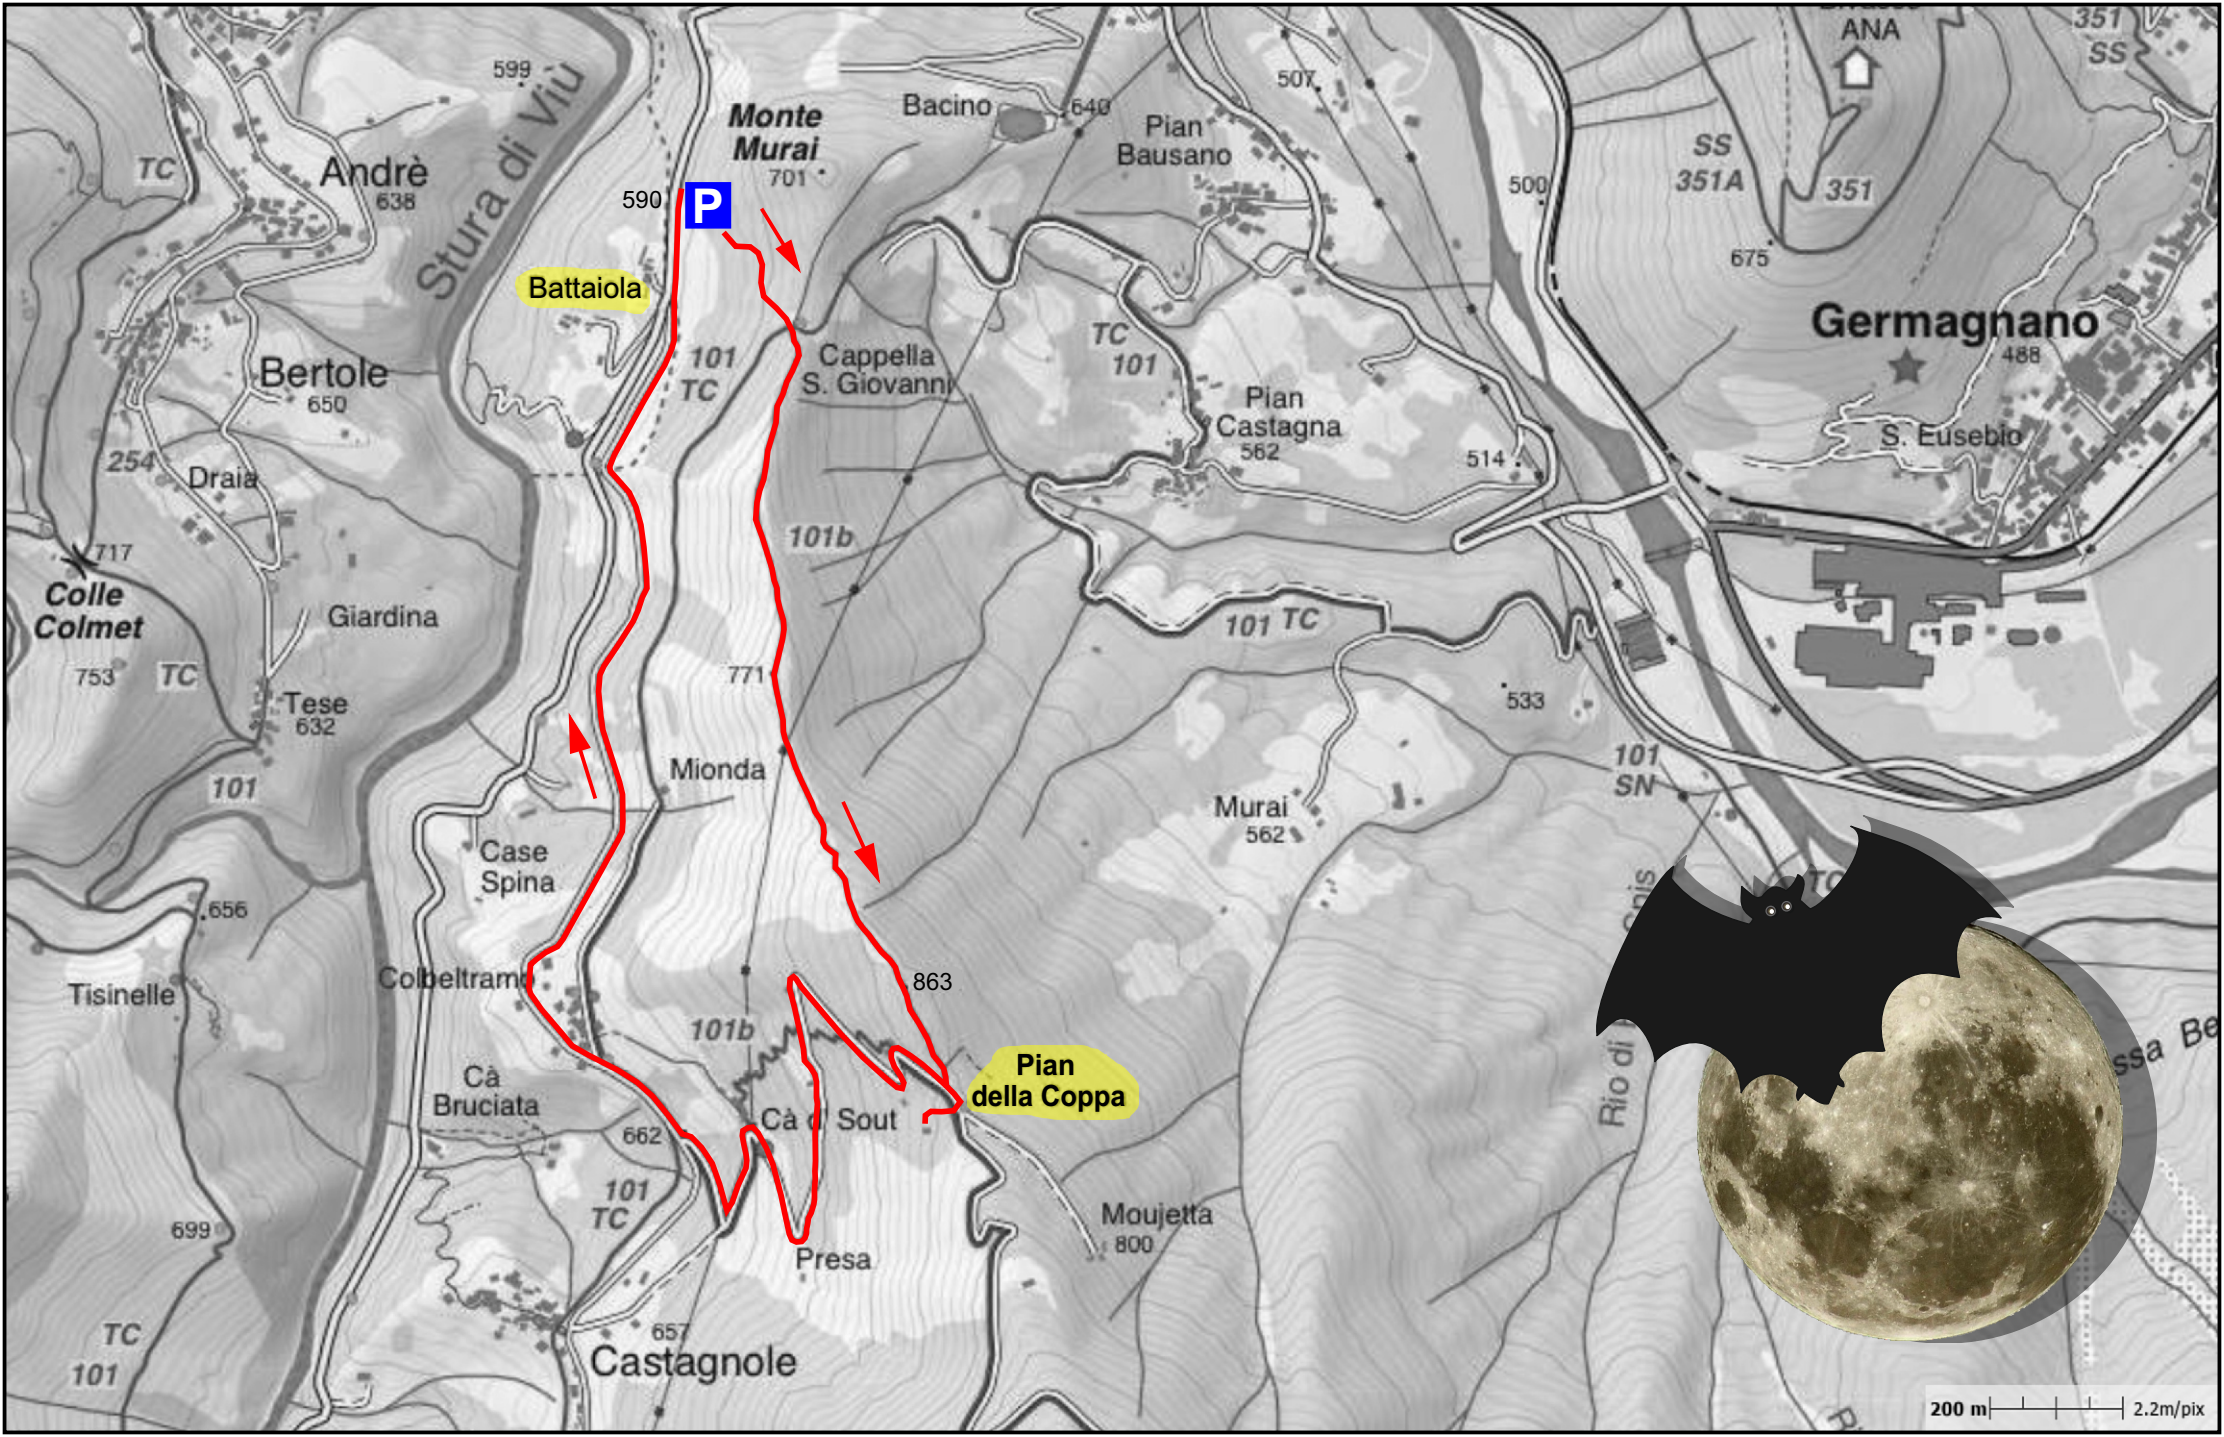 ANA
351
SS
599
Stura di Viù
Monte
Murai
701
Bacino
640
507
Pian
Bausano
SS
351A
351
500
675
TC
Andrè
638
590
P
Battaiola
101
TC
Cappella
S. Giovanni
TC
101
Pian
Castagna
562
514
Germagnano
488
S. Eusebio
Bertole
650
254
Draia
717
Colle
Colmet
753
TC
Giardina
Tese
632
101
101b
771
Mionda
101 TC
533
101
SN
Murai
562
TC
Case
Spina
656
Tisinelle
Colbeltramo
863
101b
Pian
della Coppa
Cà
Bruciata
662
Cà d' Sout
101
TC
699
Presa
Moujetta
800
Rio di
TC
101
657
Castagnole
200 m
2.2m/pix